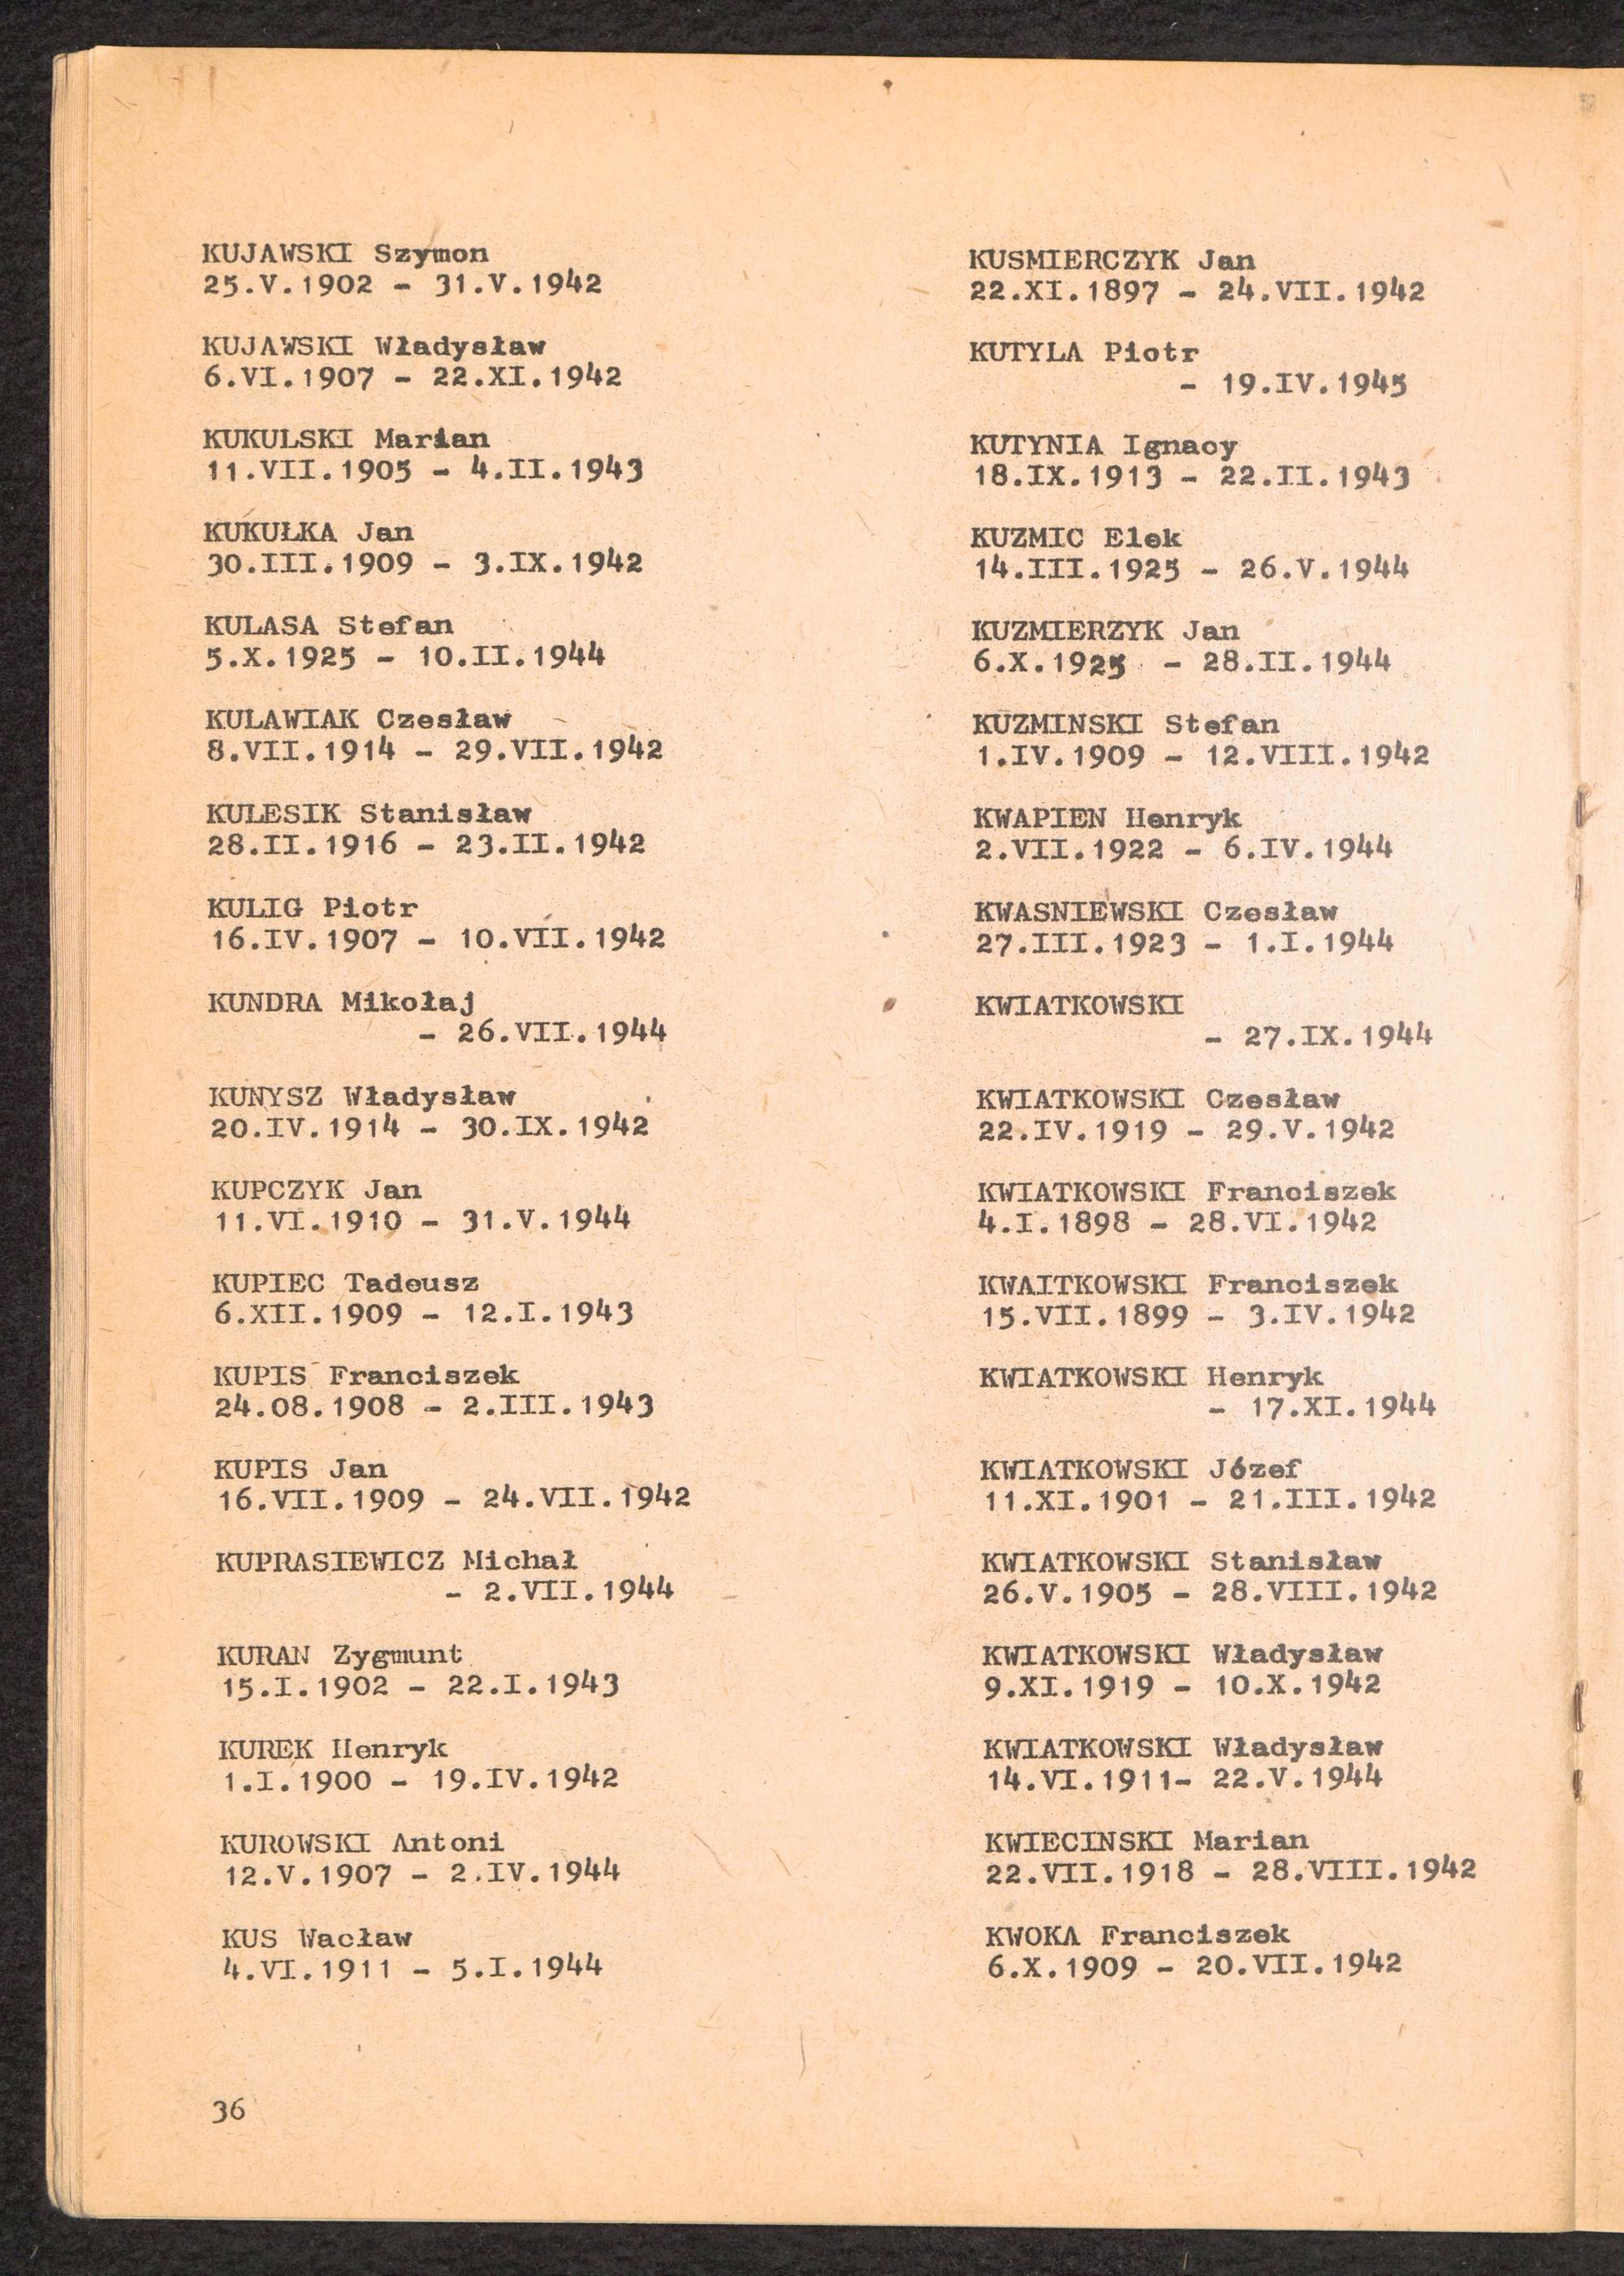 KUJAWSKI Szymon
25.V.1902 - 31.V.1942
KUJAWSKI Władysław
6.VI.1907 - 22.XI.1942
KUKULSKI Marian
11.VII.1905 - 4.II.1943
KUKUŁKA Jan
30.III.1909 - 3.IX.1942
KULASA Stefan
5.X.1925 - 10.II.1944
KULAWIAK Czesław
8.VII.1914 - 29.VII.1942
KULESIK Stanisław
28.II.1916 - 23.II.1942
KULIG Piotr
16.IV.1907 - 10.VII.1942
KUNDRA Mikołaj
- 26.VII.1944
KUNYSZ Władysław
20.IV.1914 - 30.IX.1942
KUPCZYK Jan
11.VI.1910 - 31.V.1944
KUPIEC Tadeusz
6.XII.1909 - 12.I.1943
KUPIS Franciszek
24.08.1908 - 2.III.1943
KUPIS Jan
16.VII.1909 - 24.VII.1942
KUPRASIEWICZ Michał
- 2.VII.1944
KURAN Zygmunt
15.I.1902 - 22.I.1943
KUREK Henryk
1.I.1900 - 19.IV.1942
KUROWSKI Antoni
12.V.1907 - 2.IV.1944
KUS Wacław
4.VI.1911 - 5.I.1944
KUSMIERCZYK Jan
22.XI.1897 - 24.VII.1942
KUTYLA Piotr
- 19.IV.1945
KUTYNIA Ignacy
18.IX.1913 - 22.II.1943
KUZMIC Elek
14.III.1925 - 26.V.1944
KUZMIERZYK Jan
6.X.1925 - 28.II.1944
KUZMINSKI Stefan
1.IV.1909 - 12.VIII.1942
KWAPIEN Henryk
2.VII.1922 - 6.IV.1944
KWASNIEWSKI Czesław
27.III.1923 - 1.I.1944
KWIATKOWSKI
- 27.IX.1944
KWIATKOWSKI Czesław
22.IV.1919 - 29.V.1942
KWIATKOWSKI Franciszek
4.I.1898 - 28.VI.1942
KWAITKOWSKI Franciszek
15.VII.1899 - 3.IV.1942
KWIATKOWSKI Henryk
- 17.XI.1944
KWIATKOWSKI Józef
11.XI.1901 - 21.III.1942
KWIATKOWSKI Stanisław
26.V.1905 - 28.VIII.1942
KWIATKOWSKI Władysław
9.XI.1919 - 10.X.1942
KWIATKOWSKI Władysław
14.VI.1911- 22.V.1944
KWIECINSKI Marian
22.VII.1918 - 28.VIII.1942
KWOKA Franciszek
6.X.1909 - 20.VII.1942
36